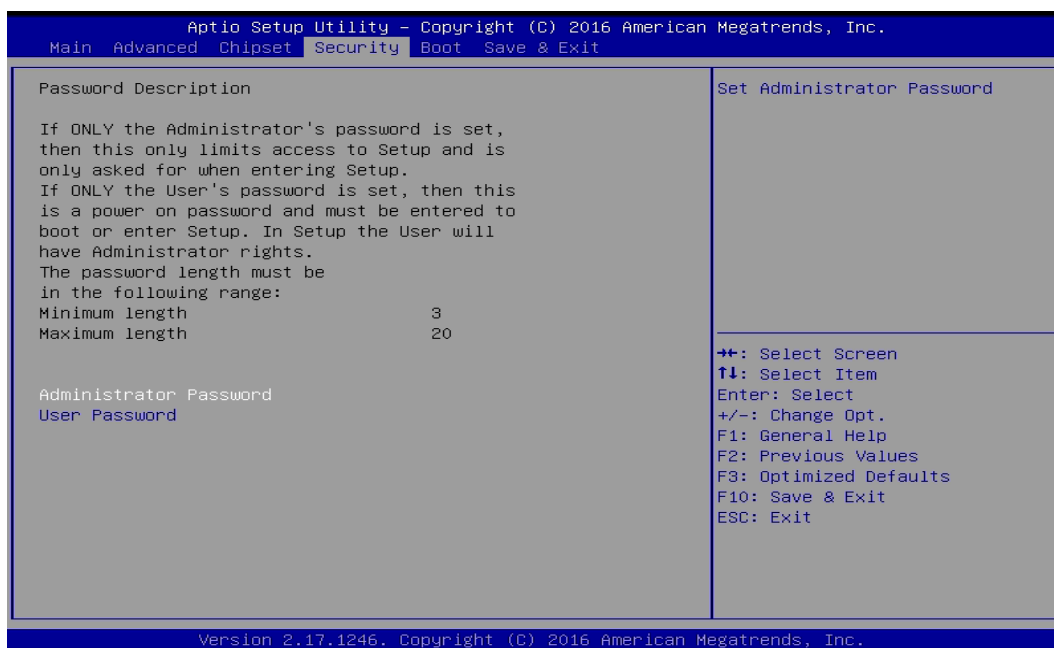 Aptio Setup Utility – Copyright (C) 2016 American Megatrends, Inc.
Main Advanced Chipset Security Boot Save & Exit
Password Description
If ONLY the Administrator's password is set,
then this only limits access to Setup and is
only asked for when entering Setup.
If ONLY the User's password is set, then this
is a power on password and must be entered to
boot or enter Setup. In Setup the User will
have Administrator rights.
The password length must be
in the following range:
Minimum length 3
Maximum length 20
Administrator Password
User Password
Set Administrator Password
→←: Select Screen
↑↓: Select Item
Enter: Select
+/-: Change Opt.
F1: General Help
F2: Previous Values
F3: Optimized Defaults
F10: Save & Exit
ESC: Exit
Version 2.17.1246. Copyright (C) 2016 American Megatrends, Inc.